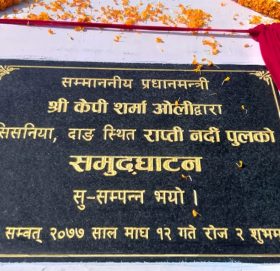 सम्माननीय प्रधानमन्त्री
श्री केपी शर्मा ओलीद्वारा
सिसनिया, दाङ स्थित राप्ती नदी पुलको
समुद्घाटन
सु-सम्पन्न भयो ।
सम्वत् २०७७ साल माघ १२ गते रोज २ शुभम